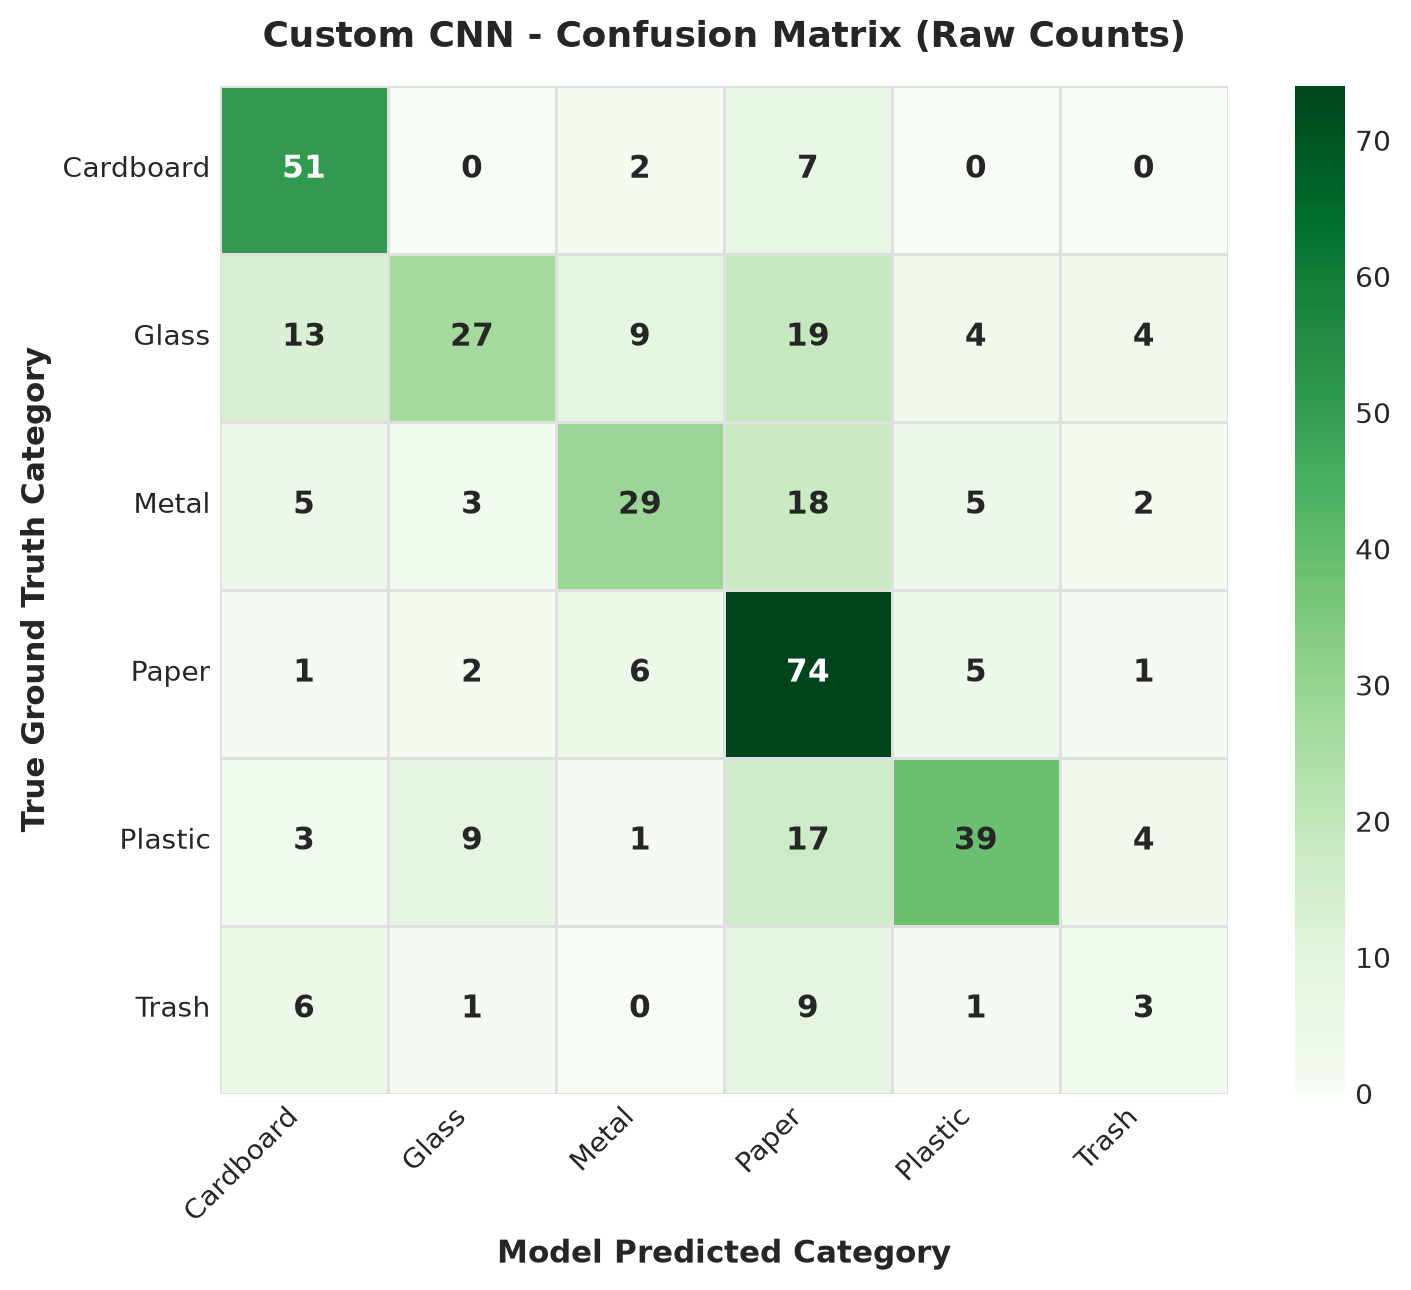 Custom CNN - Confusion Matrix (Raw Counts)
True Ground Truth Category
Cardboard 51 0 2 7 0 0
Glass 13 27 9 19 4 4
Metal 5 3 29 18 5 2
Paper 1 2 6 74 5 1
Plastic 3 9 1 17 39 4
Trash 6 1 0 9 1 3
Cardboard Glass Metal Paper Plastic Trash
Model Predicted Category
70
60
50
40
30
20
10
0